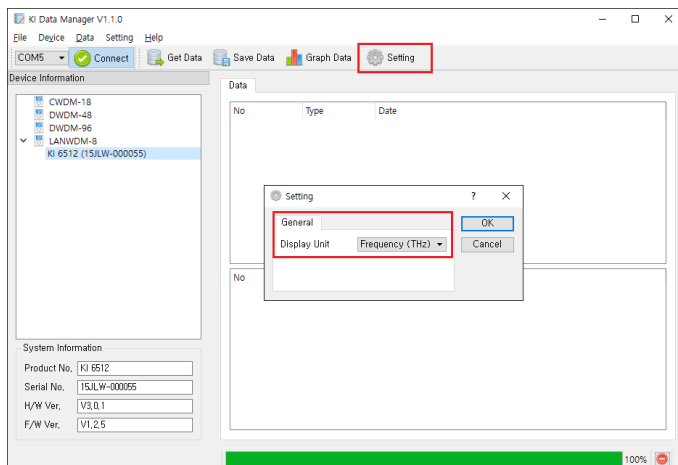 KI Data Manager V1.1.0
File Device Data Setting Help
COM5 Connect Get Data Save Data Graph Data Setting
Device Information
CWDM-18
DWDM-48
DWDM-96
LANWDM-8
KI 6512 (15JLW-000055)
System Information
Product No. KI 6512
Serial No. 15JLW-000055
H/W Ver. V3.0.1
F/W Ver. V1.2.5
Data
No Type Date
Setting ?
General
Display Unit Frequency (THz)
OK
Cancel
No
100%